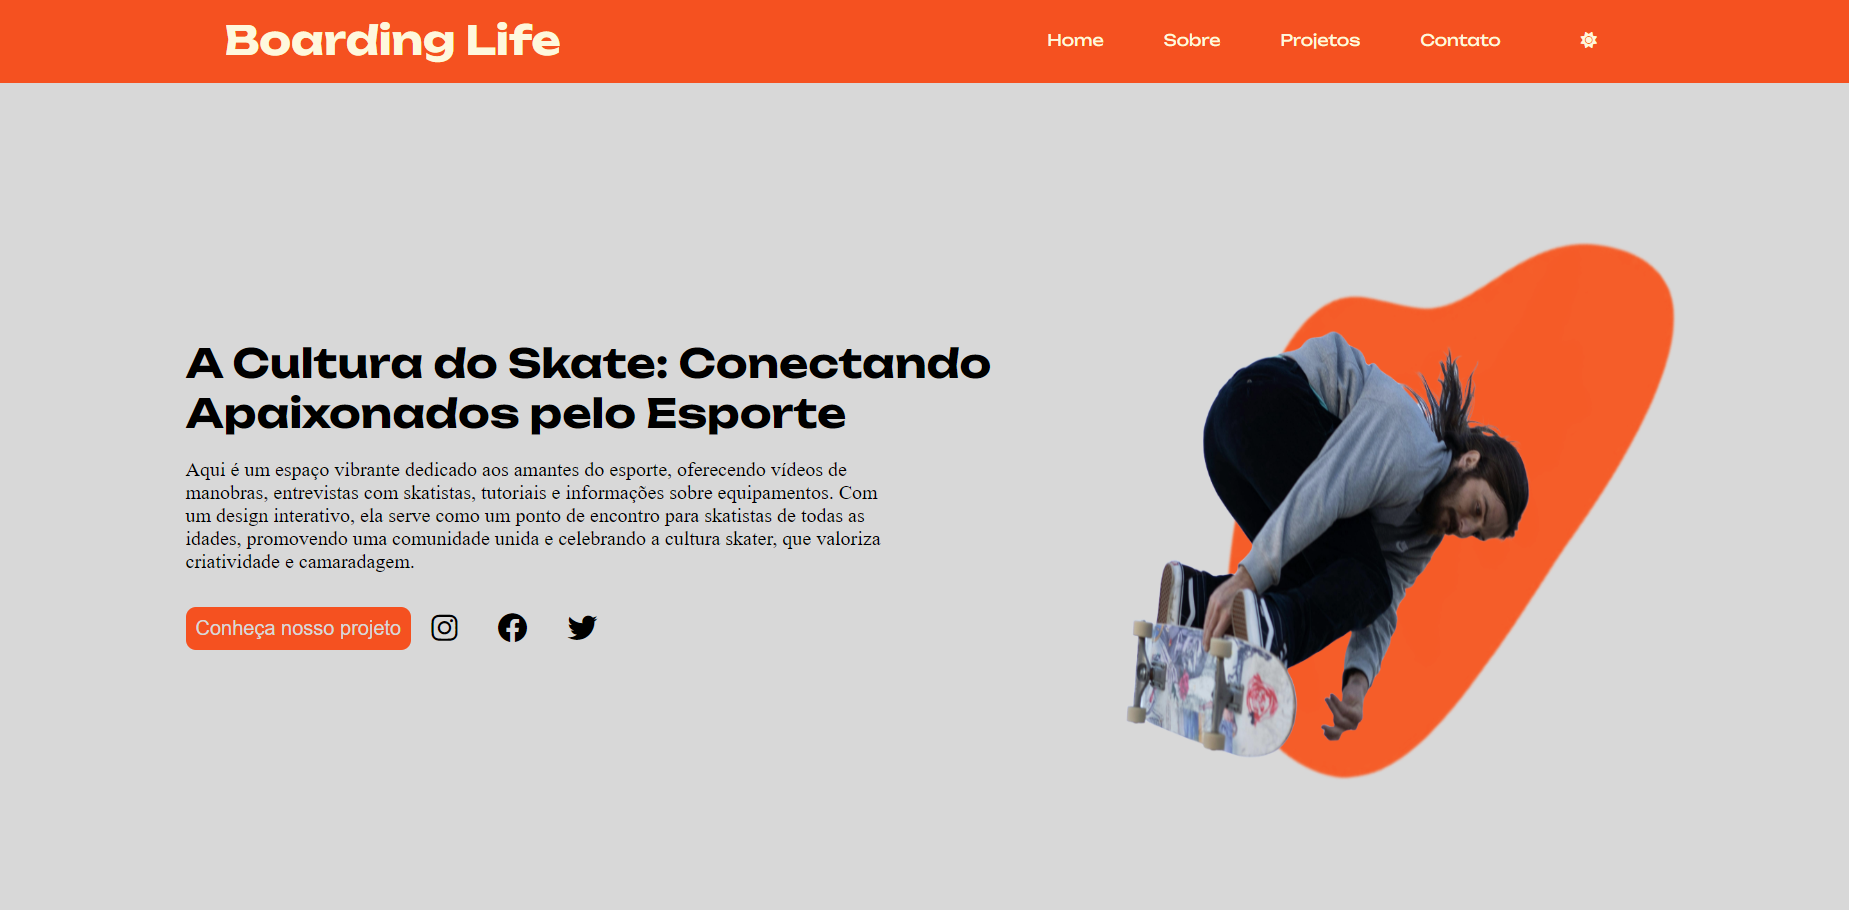 Boarding Life
Home Sobre Projetos Contato
A Cultura do Skate: Conectando
Apaixonados pelo Esporte
Aqui é um espaço vibrante dedicado aos amantes do esporte, oferecendo vídeos de
manobras, entrevistas com skatistas, tutoriais e informações sobre equipamentos. Com
um design interativo, ela serve como um ponto de encontro para skatistas de todas as
idades, promovendo uma comunidade unida e celebrando a cultura skater, que valoriza
criatividade e camaradagem.
Conheça nosso projeto